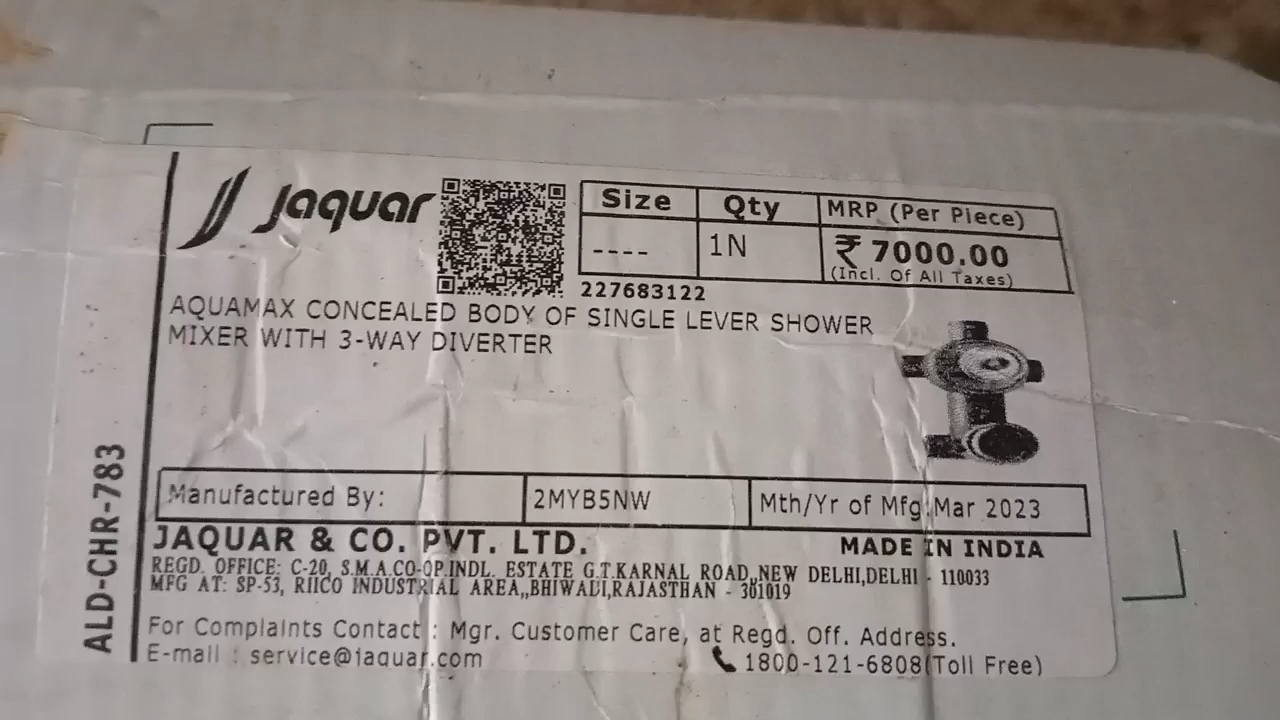 Jaquar
Size Qty MRP (Per Piece)
---- 1N ₹ 7000.00
(Incl. Of All Taxes)
227683122
AQUAMAX CONCEALED BODY OF SINGLE LEVER SHOWER
MIXER WITH 3-WAY DIVERTER
ALD-CHR-783
Manufactured By: 2MYB5NW Mth/Yr of Mfg:Mar 2023
JAQUAR & CO. PVT. LTD. MADE IN INDIA
REGD. OFFICE: C-20, S.M.A.CO-OP.INDL. ESTATE G.T.KARNAL ROAD,,NEW DELHI,DELHI - 110033
MFG AT: SP-53, RIICO INDUSTRIAL AREA,,BHIWADI,RAJASTHAN - 301019
For Complaints Contact : Mgr. Customer Care, at Regd. Off. Address.
E-mail : service@jaquar.com 1800-121-6808(Toll Free)